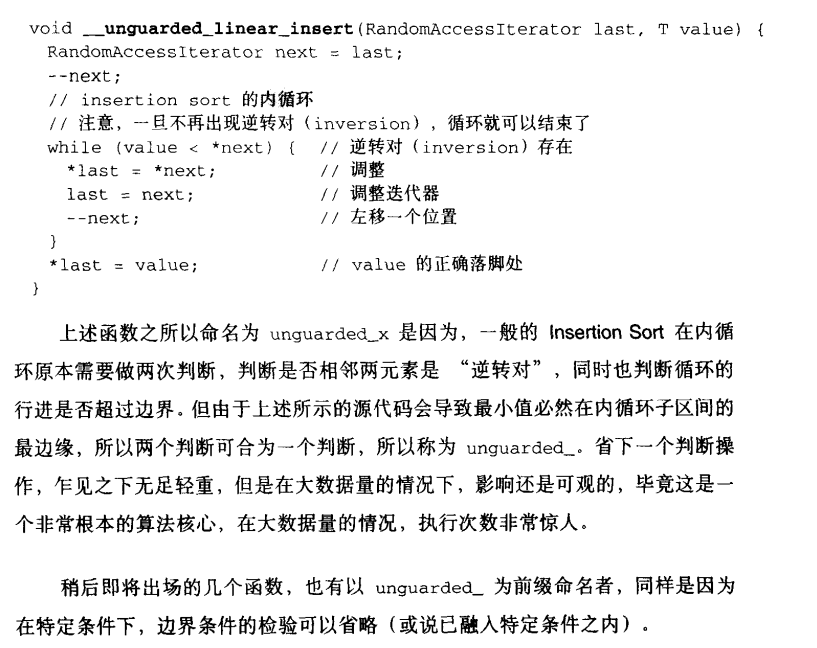 void __unguarded_linear_insert(RandomAccessIterator last, T value) {
  RandomAccessIterator next = last;
  --next;
  // insertion sort 的内循环
  // 注意，一旦不再出现逆转对（inversion），循环就可以结束了
  while (value < *next) {  // 逆转对（inversion）存在
    *last = *next;         // 调整
    last = next;           // 调整迭代器
    --next;                // 左移一个位置
  }
  *last = value;           // value 的正确落脚处
}
上述函数之所以命名为 unguarded_x 是因为，一般的 Insertion Sort 在内循
环原本需要做两次判断，判断是否相邻两元素是 “逆转对”，同时也判断循环的
行进是否超过边界。但由于上述所示的源代码会导致最小值必然在内循环子区间的
最边缘，所以两个判断可合为一个判断，所以称为 unguarded_。省下一个判断操
作，乍见之下无足轻重，但是在大数据量的情况下，影响还是可观的，毕竟这是一
个非常根本的算法核心，在大数据量的情况，执行次数非常惊人。
稍后即将出场的几个函数，也有以 unguarded_ 为前缀命名者，同样是因为
在特定条件下，边界条件的检验可以省略（或说已融入特定条件之内）。